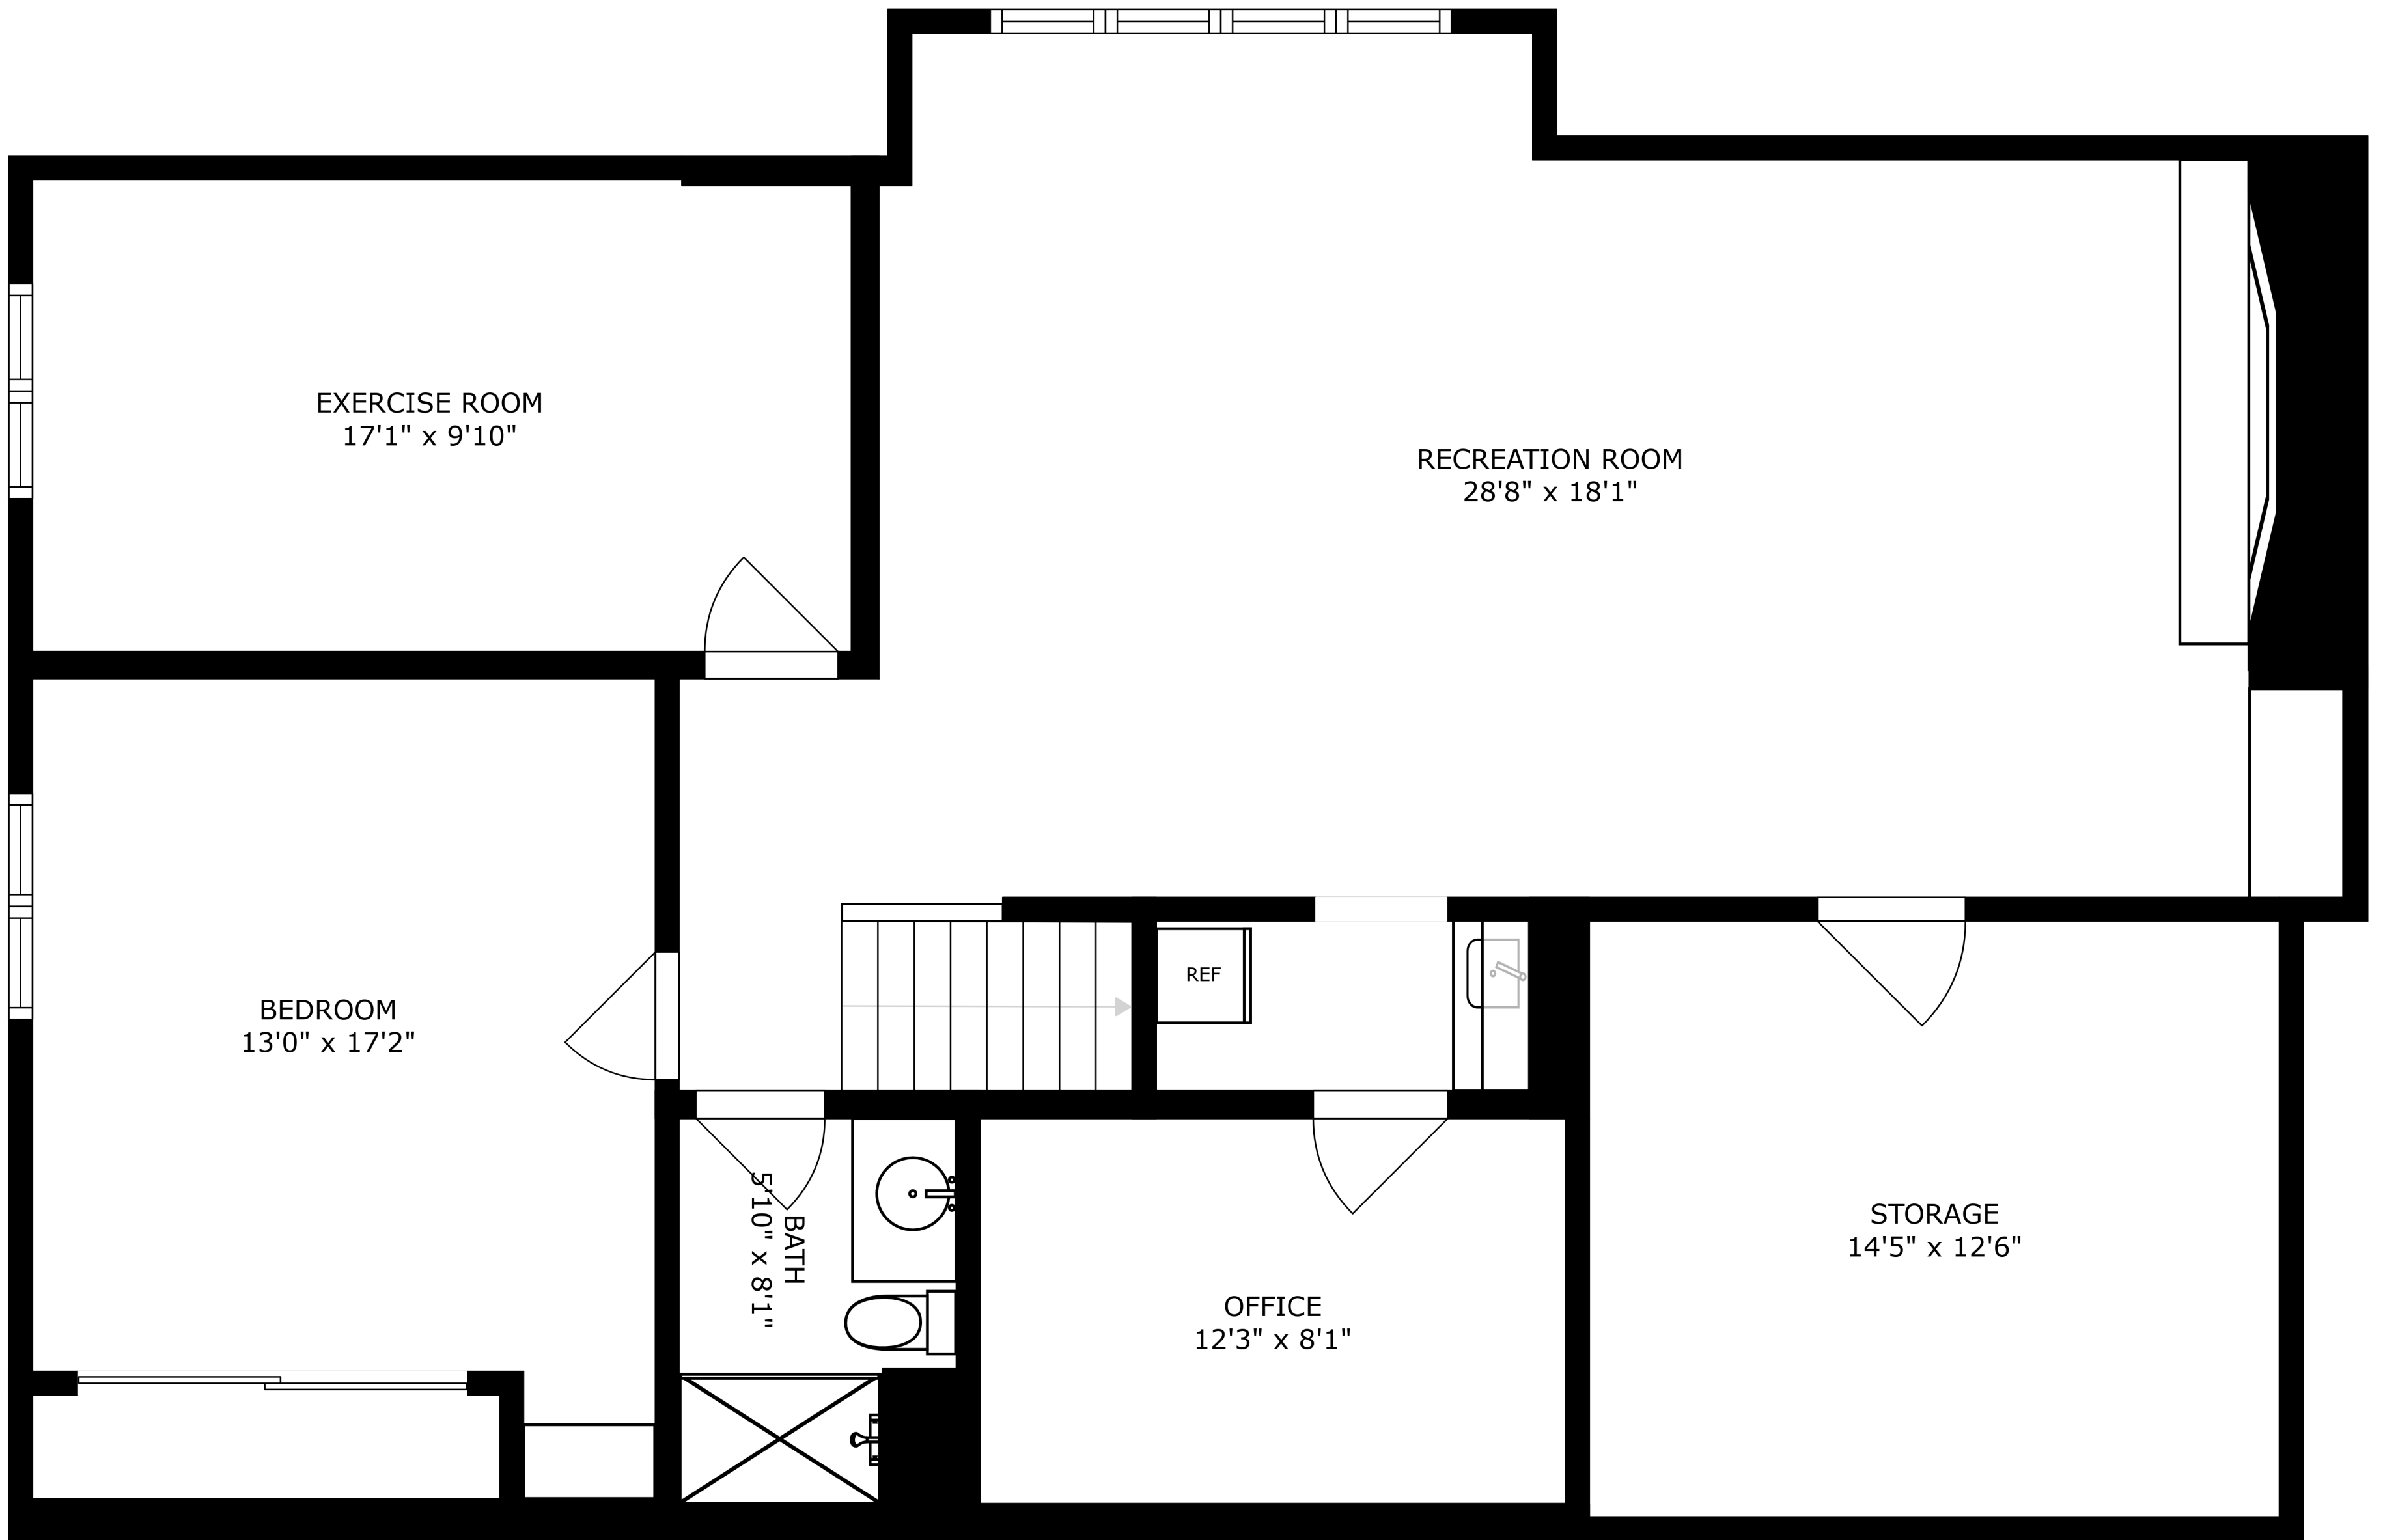 EXERCISE ROOM
17'1" x 9'10"
RECREATION ROOM
28'8" x 18'1"
REF
BEDROOM
13'0" x 17'2"
BATH
5'10" x 8'1"
OFFICE
12'3" x 8'1"
STORAGE
14'5" x 12'6"